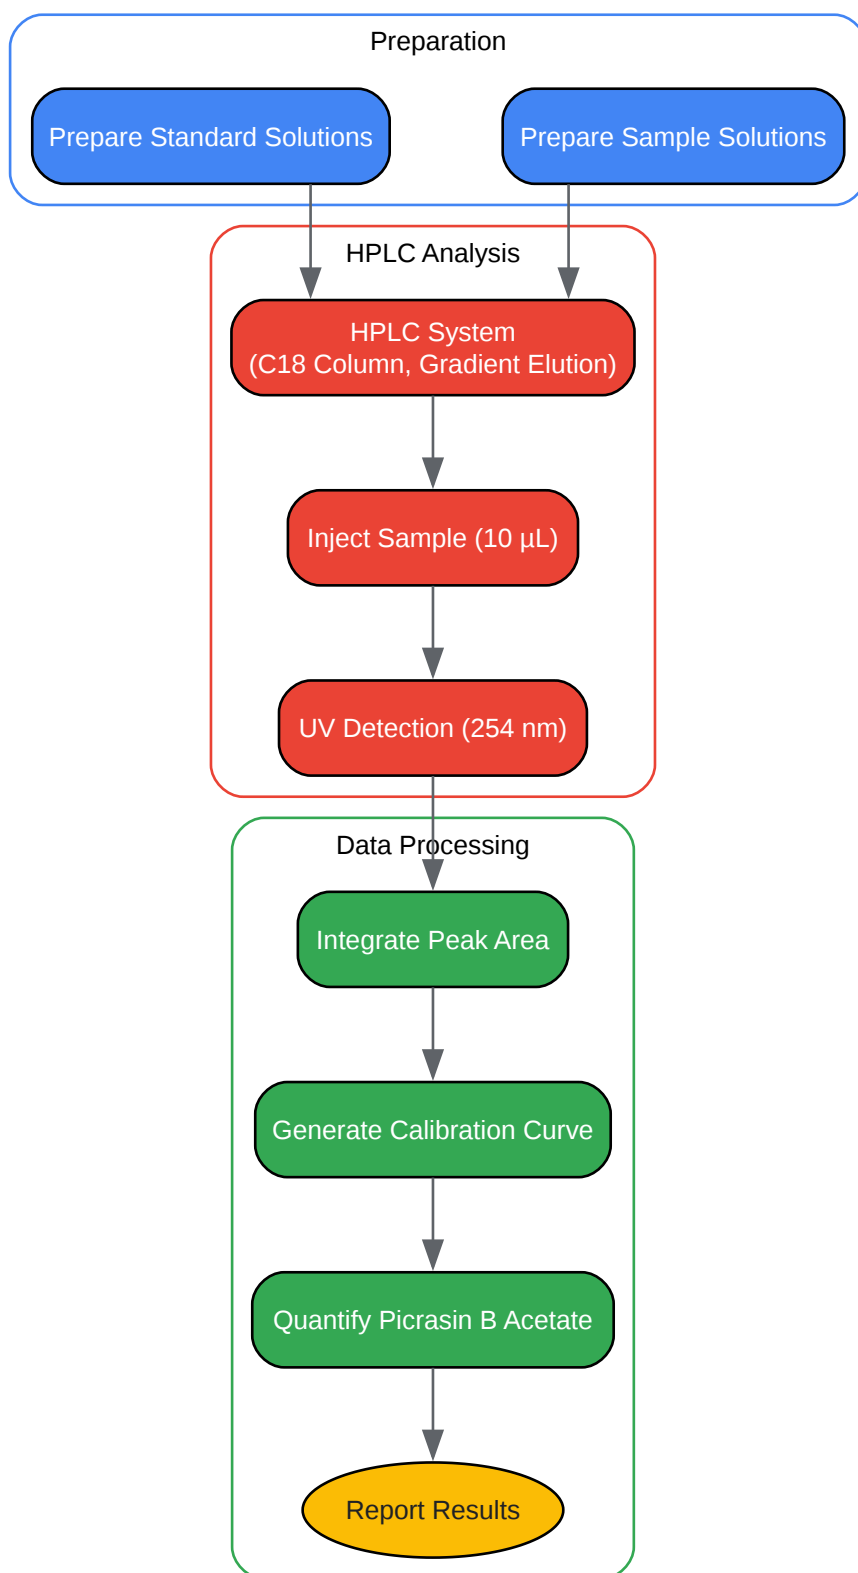 Preparation
Prepare Standard Solutions
Prepare Sample Solutions
HPLC Analysis
HPLC System
(C18 Column, Gradient Elution)
Inject Sample (10 µL)
UV Detection (254 nm)
Data Processing
Integrate Peak Area
Generate Calibration Curve
Quantify Picrasin B Acetate
Report Results